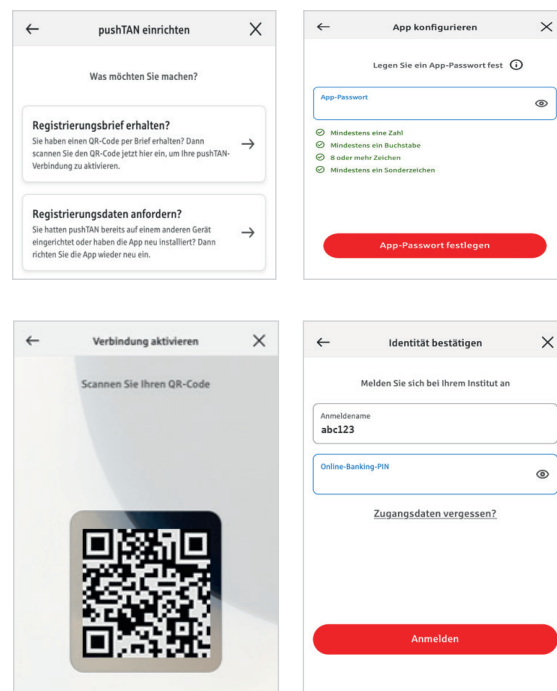 pushTAN einrichten
Was möchten Sie machen?
Registrierungsbrief erhalten?
Sie haben einen QR-Code per Brief erhalten? Dann
scannen Sie den QR-Code jetzt hier ein, um Ihre pushTAN-
Verbindung zu aktivieren.
Registrierungsdaten anfordern?
Sie hatten pushTAN bereits auf einem anderen Gerät
eingerichtet oder haben die App neu installiert? Dann
richten Sie die App wieder neu ein.
App konfigurieren
Legen Sie ein App-Passwort fest
App-Passwort
Mindestens eine Zahl
Mindestens ein Buchstabe
8 oder mehr Zeichen
Mindestens ein Sonderzeichen
App-Passwort festlegen
Verbindung aktivieren
Scannen Sie Ihren QR-Code
Identität bestätigen
Melden Sie sich bei Ihrem Institut an
Anmeldename
abc123
Online-Banking-PIN
Zugangsdaten vergessen?
Anmelden